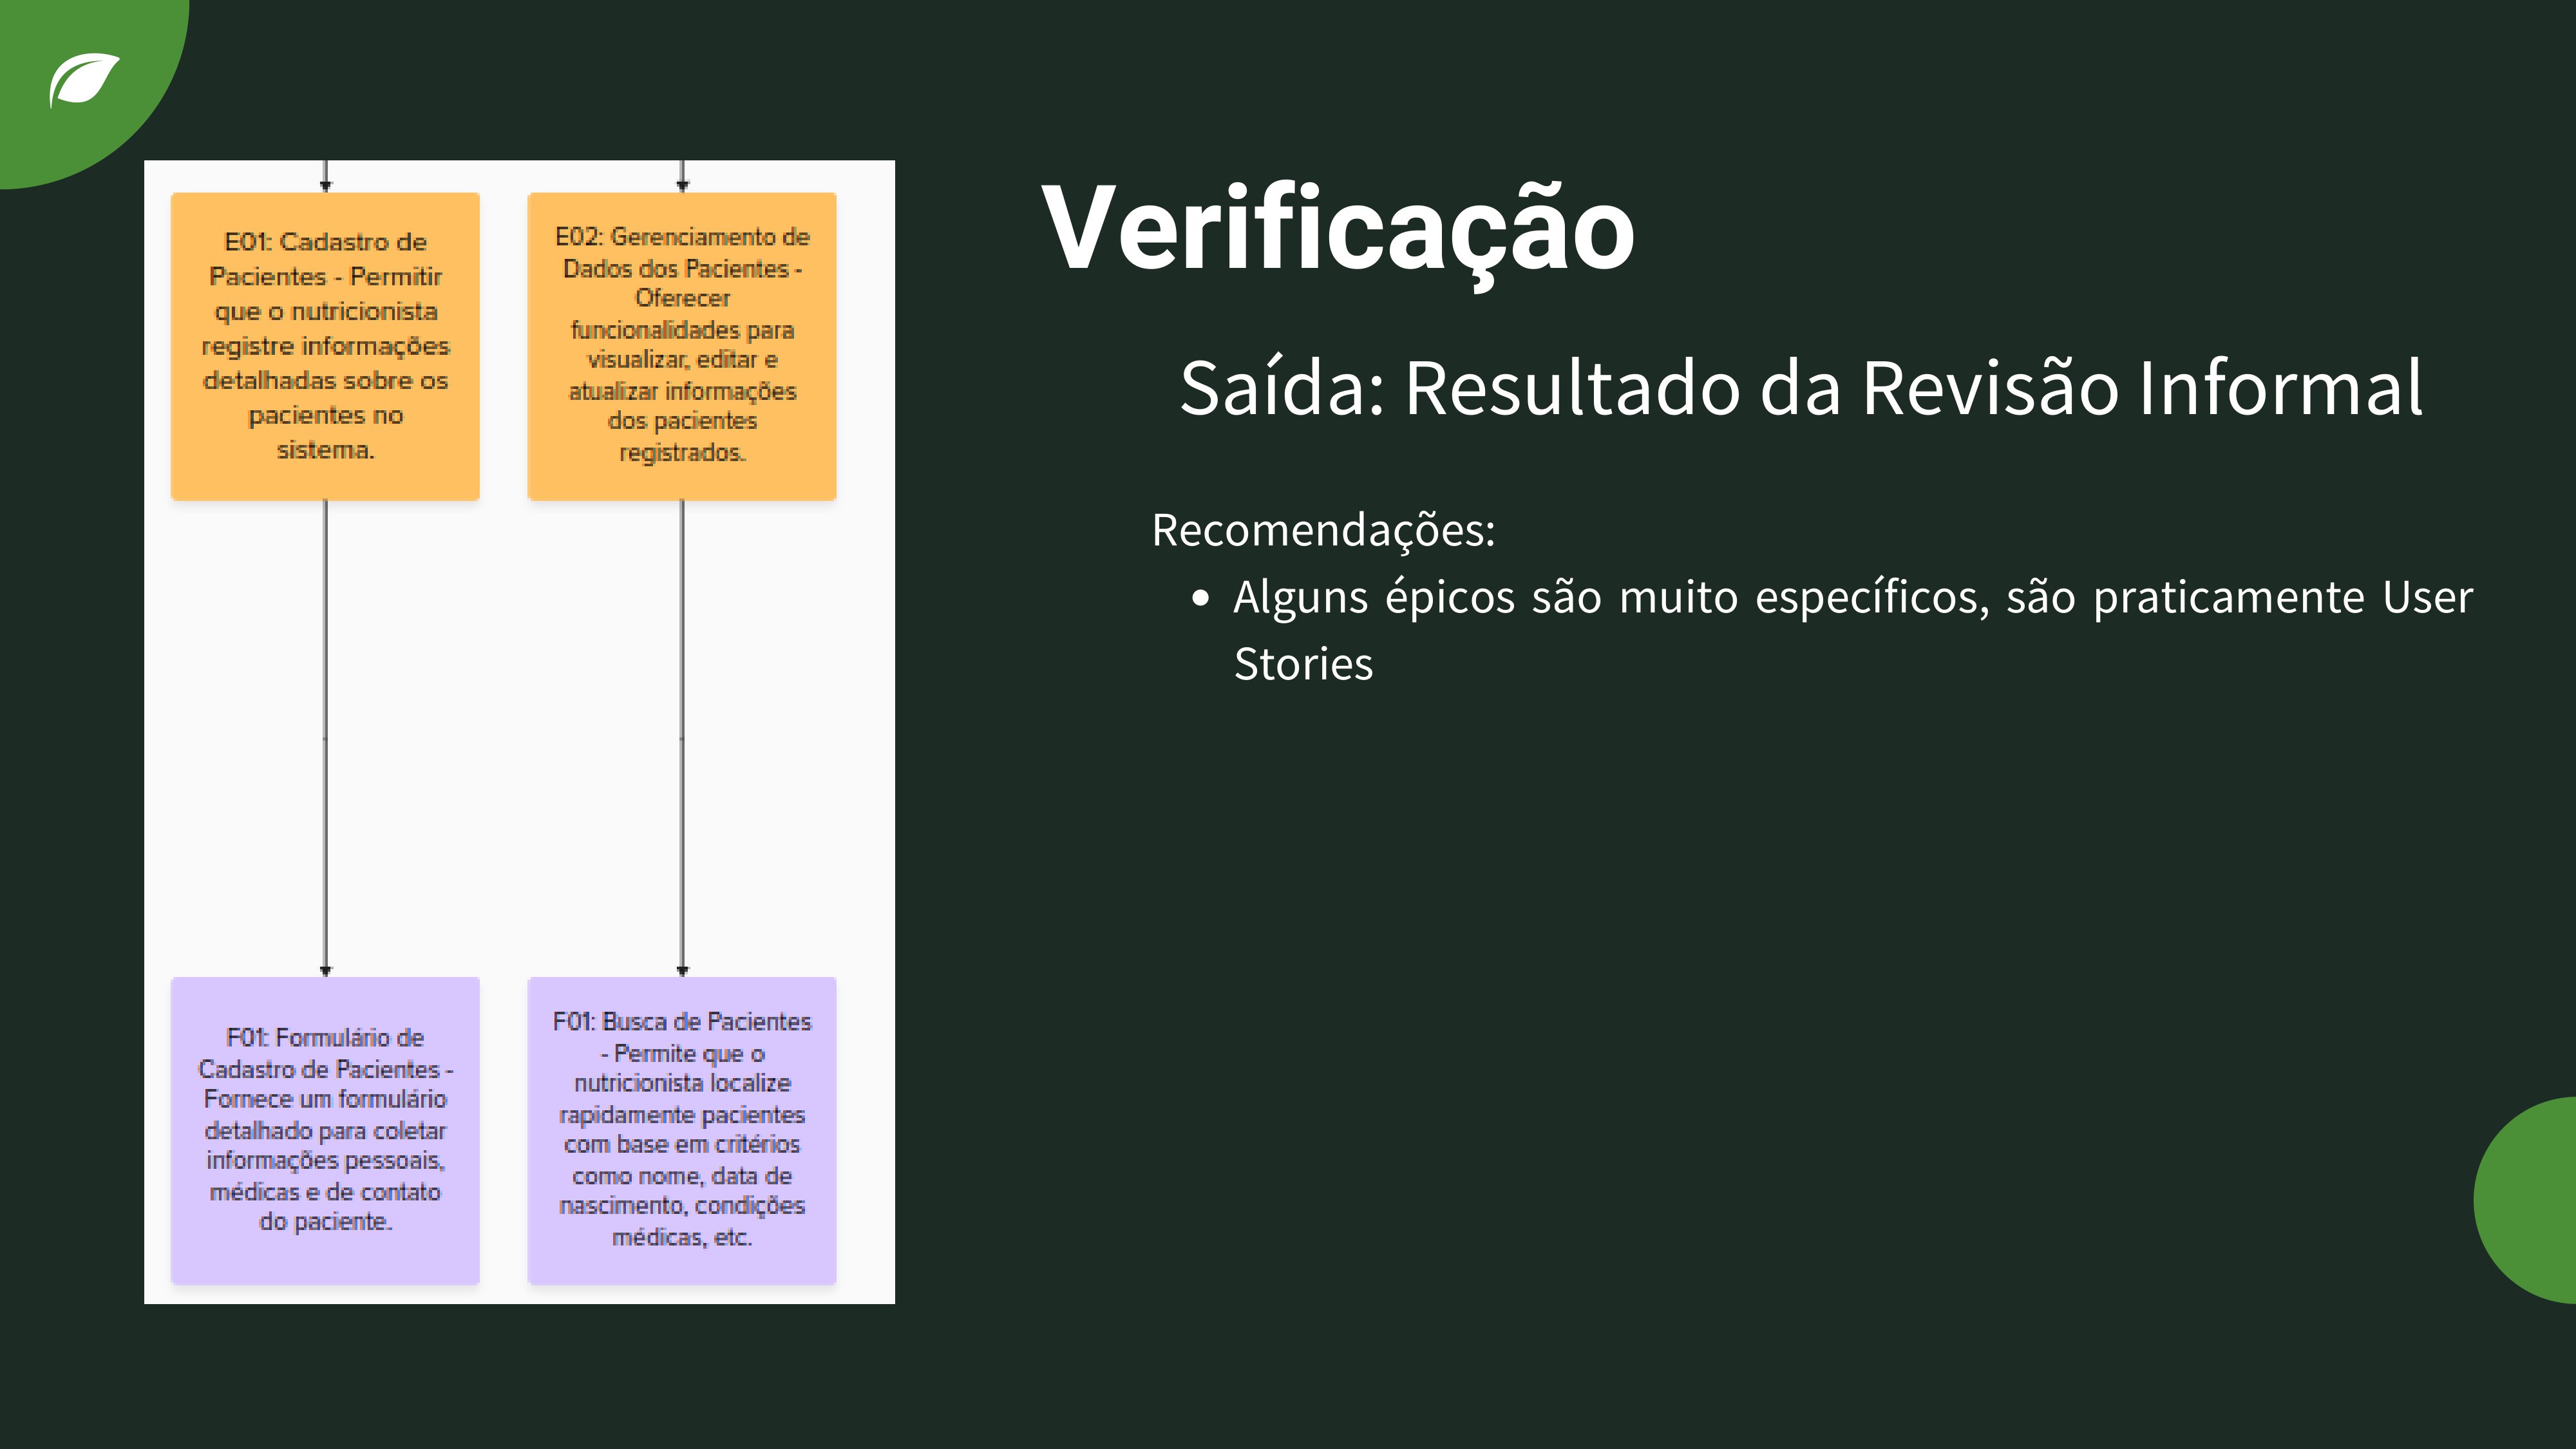 E01: Cadastro de
Pacientes - Permitir
que o nutricionista
registre informações
detalhadas sobre os
pacientes no
sistema.
E02: Gerenciamento de
Dados dos Pacientes -
Oferecer
funcionalidades para
visualizar, editar e
atualizar informações
dos pacientes
registrados.
F01: Formulário de
Cadastro de Pacientes -
Fornece um formulário
detalhado para coletar
informações pessoais,
médicas e de contato
do paciente.
F01: Busca de Pacientes
- Permite que o
nutricionista localize
rapidamente pacientes
com base em critérios
como nome, data de
nascimento, condições
médicas, etc.
Verificação
Saída: Resultado da Revisão Informal
Recomendações:
• Alguns épicos são muito específicos, são praticamente User
Stories